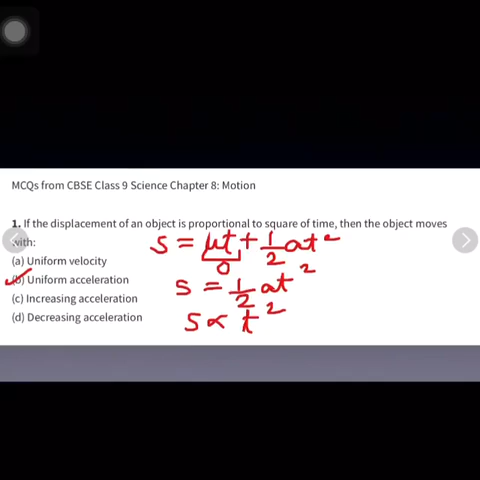 MCQs from CBSE Class 9 Science Chapter 8: Motion
1. If the displacement of an object is proportional to square of time, then the object moves
with:
s = ut + 1/2 at²
0
(a) Uniform velocity
(b) Uniform acceleration
s = 1/2 at²
(c) Increasing acceleration
(d) Decreasing acceleration
s ∝ t²